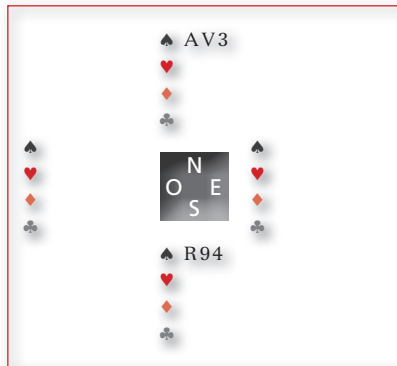 ♠ AV3
♥
♦
♣
♠ ♠
♥ ♥
♦ ♦
♣ ♣
N
O E
S
♠ R94
♥
♦
♣